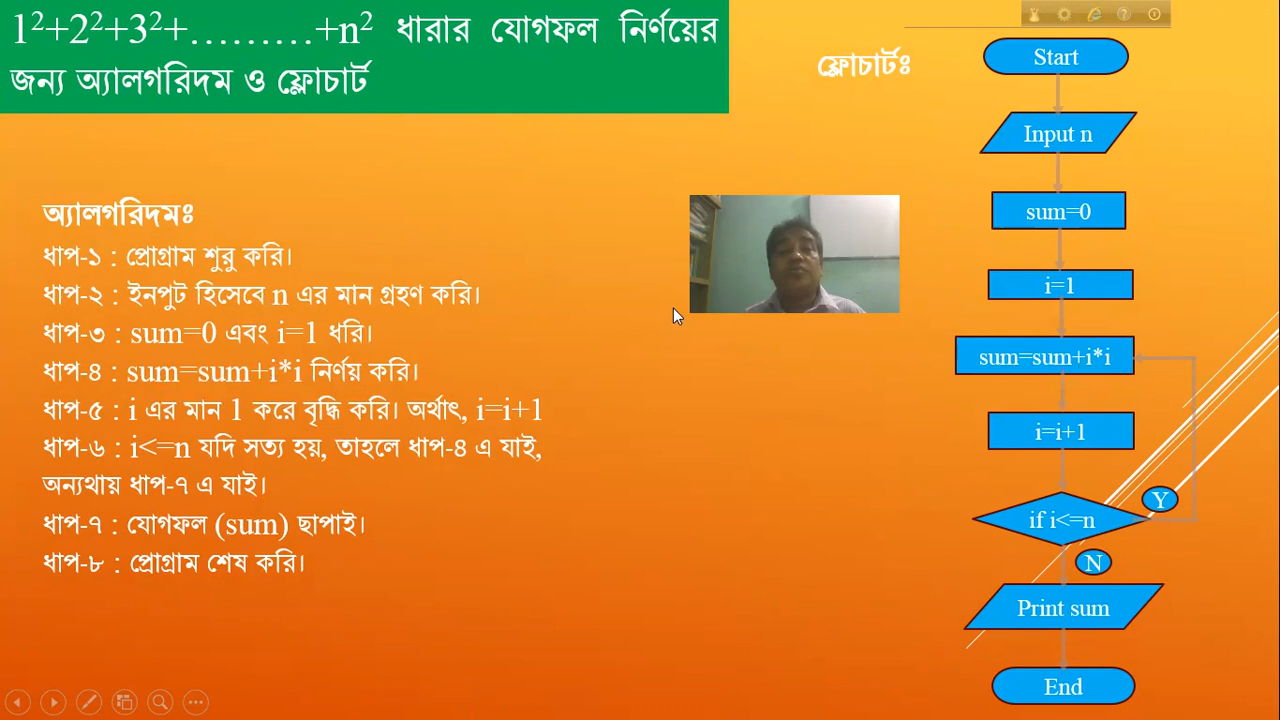 1²+2²+3²+………+n² ধারার যোগফল নির্ণয়ের
জন্য অ্যালগরিদম ও ফ্লোচার্ট
অ্যালগরিদমঃ
ধাপ-১ : প্রোগ্রাম শুরু করি।
ধাপ-২ : ইনপুট হিসেবে n এর মান গ্রহণ করি।
ধাপ-৩ : sum=0 এবং i=1 ধরি।
ধাপ-৪ : sum=sum+i*i নির্ণয় করি।
ধাপ-৫ : i এর মান 1 করে বৃদ্ধি করি। অর্থাৎ, i=i+1
ধাপ-৬ : i<=n যদি সত্য হয়, তাহলে ধাপ-৪ এ যাই,
অন্যথায় ধাপ-৭ এ যাই।
ধাপ-৭ : যোগফল (sum) ছাপাই।
ধাপ-৮ : প্রোগ্রাম শেষ করি।
ফ্লোচার্টঃ
Start
Input n
sum=0
i=1
sum=sum+i*i
i=i+1
if i<=n
Y
N
Print sum
End